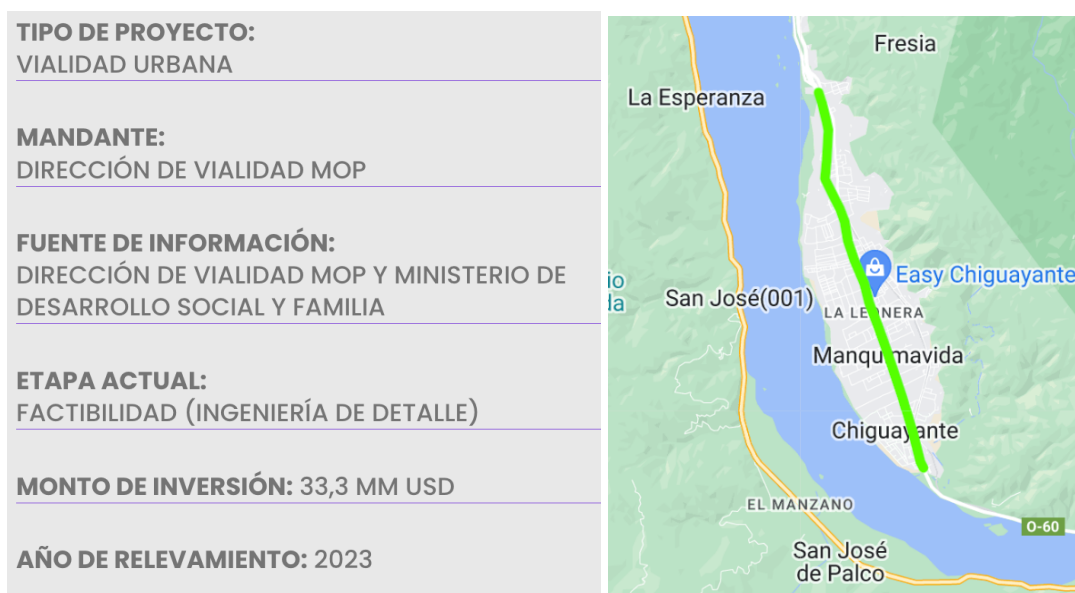 TIPO DE PROYECTO:
VIALIDAD URBANA
MANDANTE:
DIRECCIÓN DE VIALIDAD MOP
FUENTE DE INFORMACIÓN:
DIRECCIÓN DE VIALIDAD MOP Y MINISTERIO DE
DESARROLLO SOCIAL Y FAMILIA
ETAPA ACTUAL:
FACTIBILIDAD (INGENIERÍA DE DETALLE)
MONTO DE INVERSIÓN: 33,3 MM USD
AÑO DE RELEVAMIENTO: 2023
Fresia
La Esperanza
Easy Chiguayante
San José(001)
LA LEONERA
Manquimavida
Chiguayante
EL MANZANO
O-60
San José
de Palco